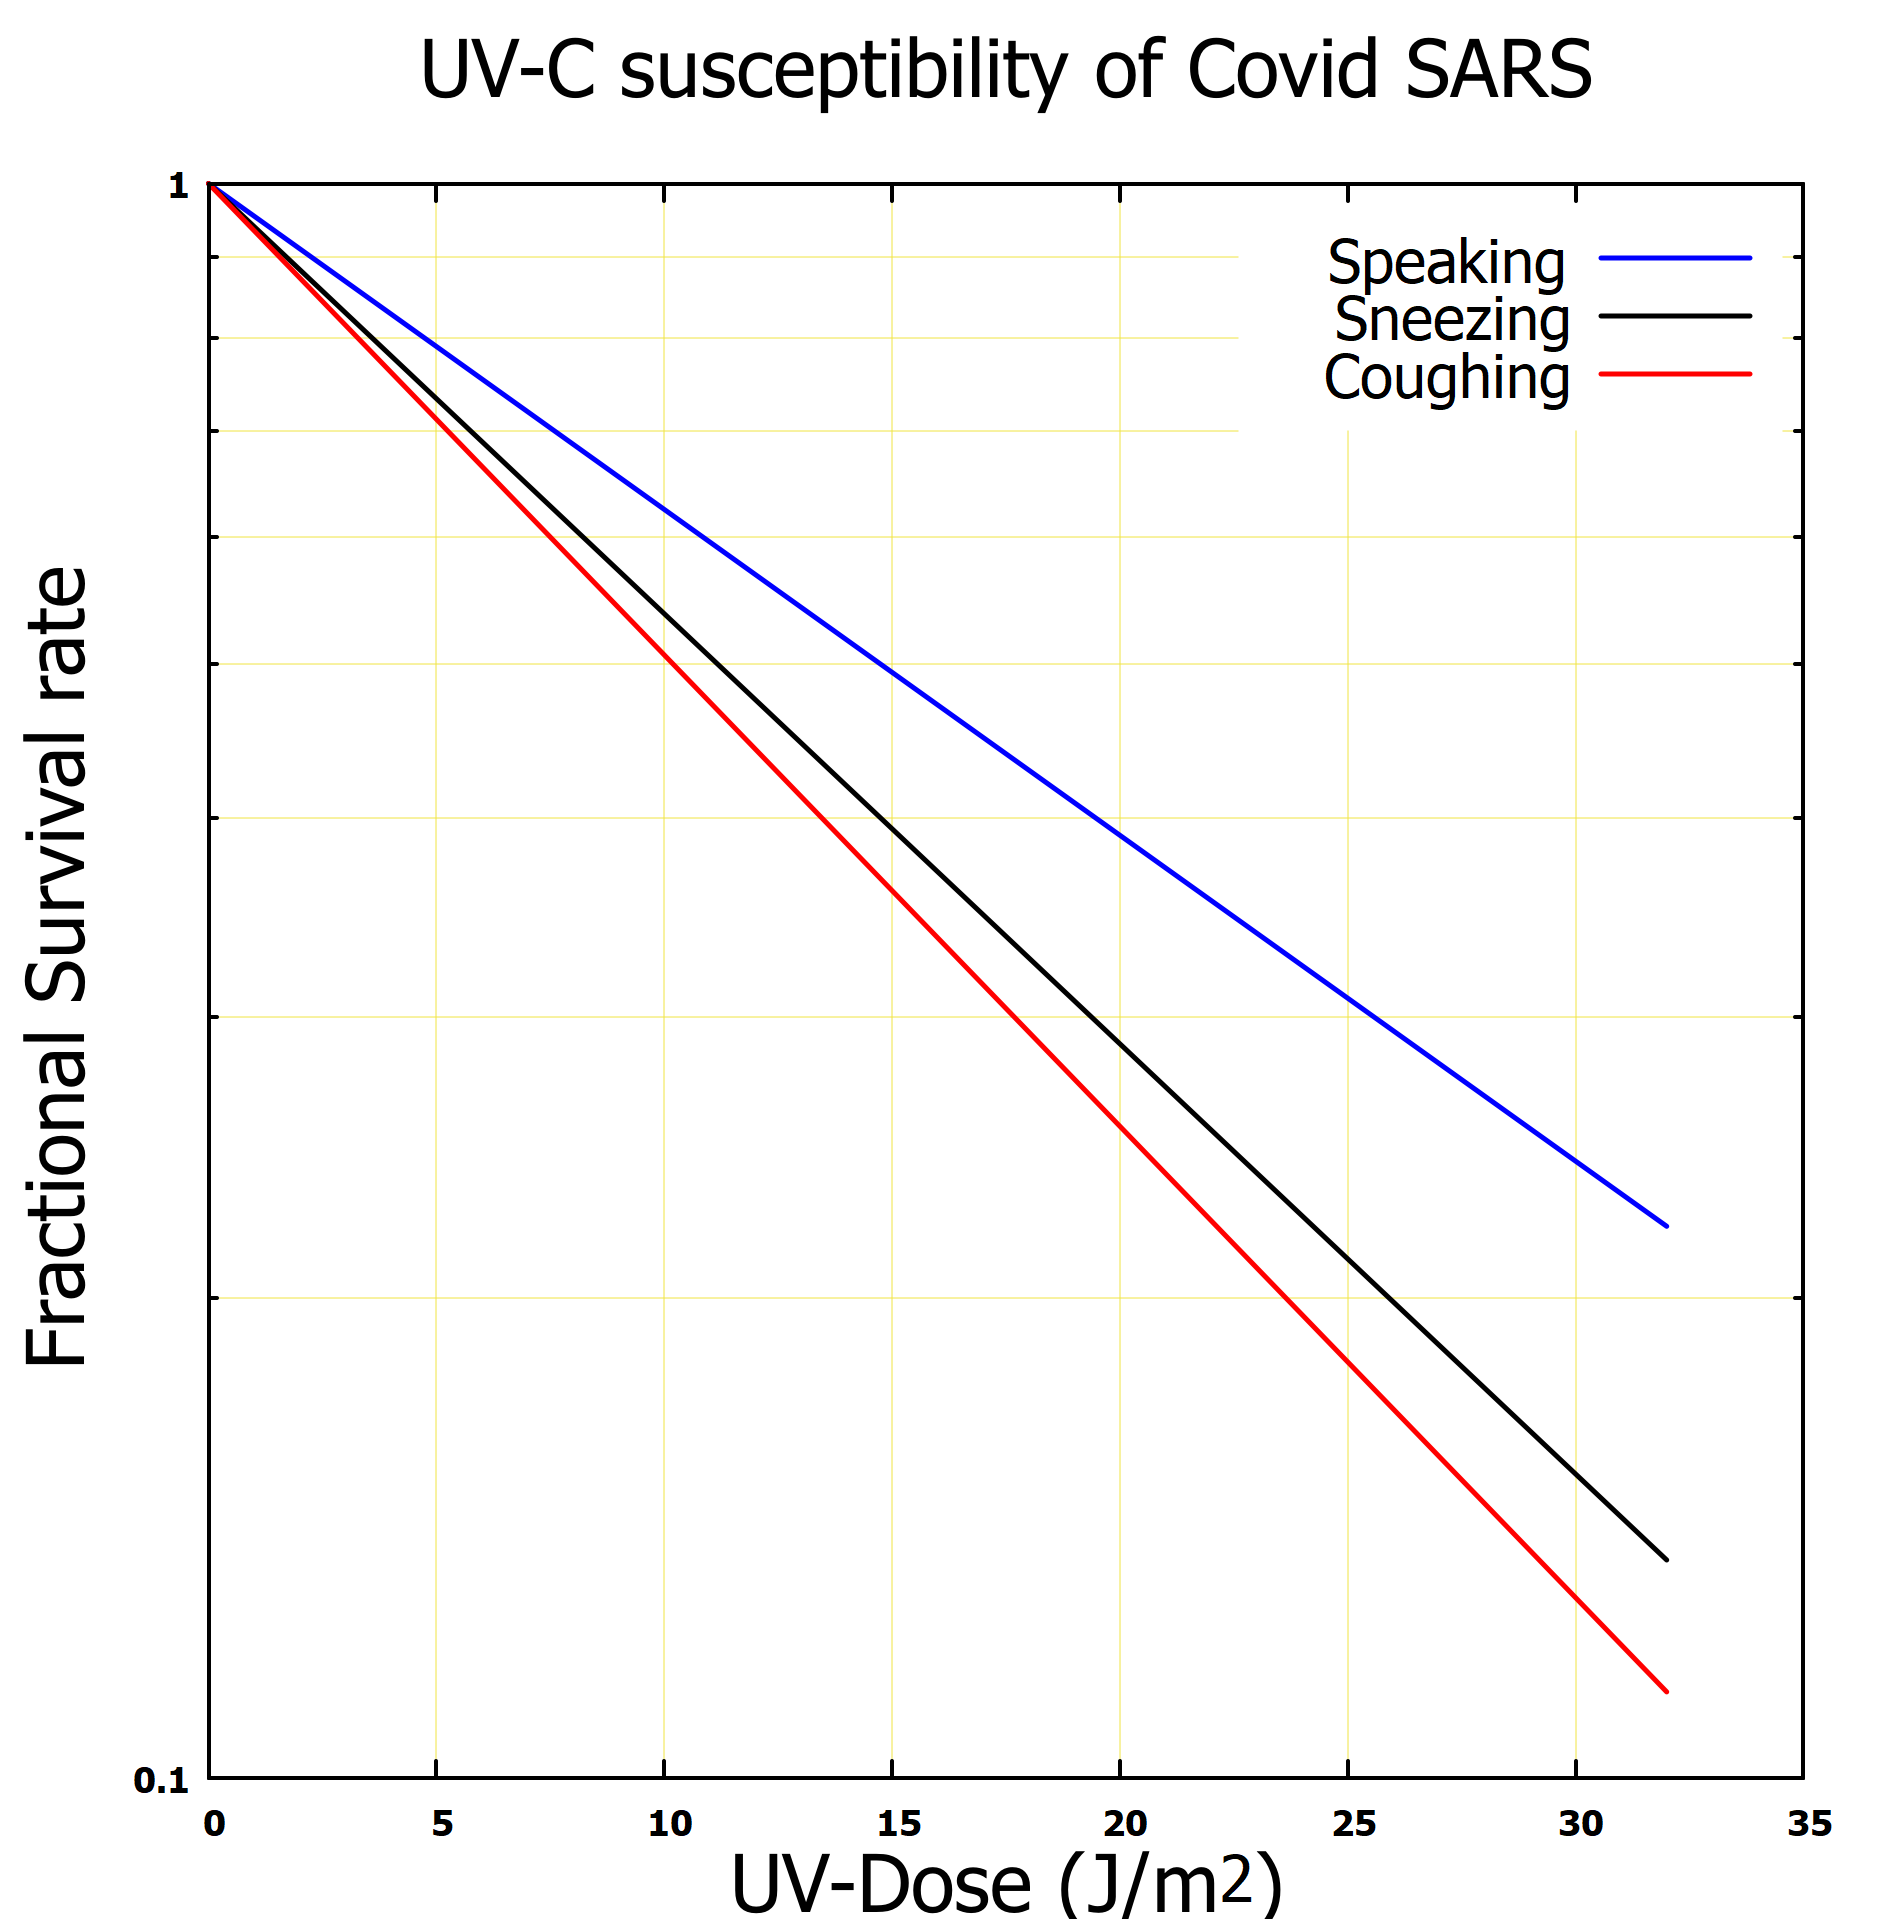 UV-C susceptibility of Covid SARS
1
Speaking
Sneezing
Coughing
Fractional Survival rate
0.1
0 5 10 15 20 25 30 35
UV-Dose (J/m2)